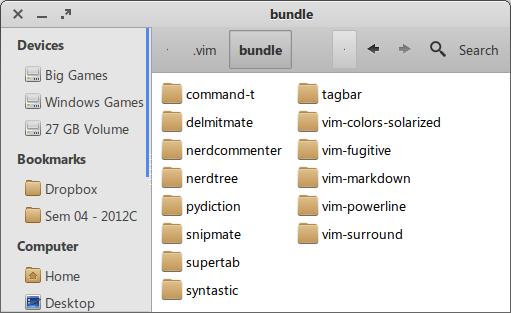 bundle
Devices
Big Games
Windows Games
27 GB Volume
Bookmarks
Dropbox
Sem 04 - 2012C
Computer
Home
Desktop
.vim bundle Search
command-t
delmitmate
nerdcommenter
nerdtree
pydiction
snipmate
supertab
syntastic
tagbar
vim-colors-solarized
vim-fugitive
vim-markdown
vim-powerline
vim-surround